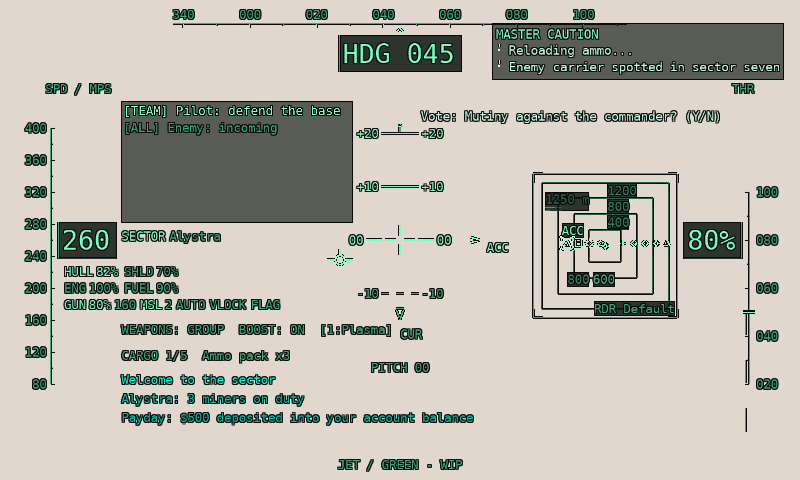 340 000 020 040 060 080 100
HDG 045
MASTER CAUTION
Reloading ammo...
Enemy carrier spotted in sector seven
SPD / MPS
THR
[TEAM] Pilot: defend the base
[ALL] Enemy: incoming
Vote: Mutiny against the commander? (Y/N)
400
360
320
280
240
200
160
120
80
260
+20 +20
+10 +10
00 00
-10 -10
ACC
CUR
PITCH 00
SECTOR Alystra
HULL 82% SHLD 70%
ENG 100% FUEL 90%
GUN 80% 160 MSL 2 AUTO VLOCK FLAG
WEAPONS: GROUP BOOST: ON [1:Plasma]
CARGO 1/5 Ammo pack x3
Welcome to the sector
Alystra: 3 miners on duty
Payday: $500 deposited into your account balance
1250 m
1200
800
400
ACC
800 600
RDR Default
80%
100
080
060
040
020
JET / GREEN - WIP